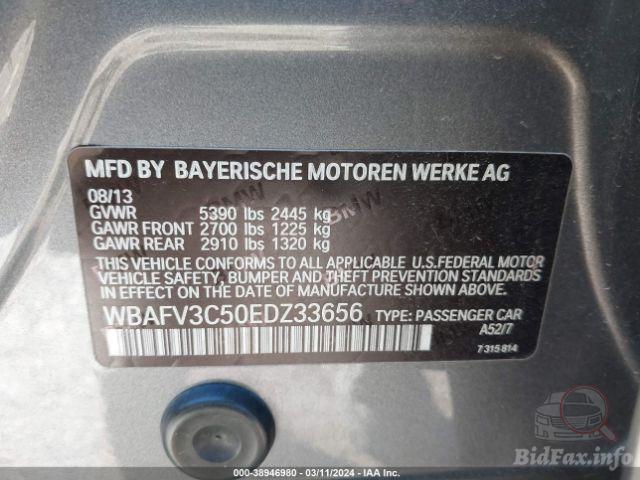 MFD BY BAYERISCHE MOTOREN WERKE AG
08/13
GVWR 5390 lbs 2445 kg
GAWR FRONT 2700 lbs 1225 kg
GAWR REAR 2910 lbs 1320 kg
THIS VEHICLE CONFORMS TO ALL APPLICABLE U.S.FEDERAL MOTOR
VEHICLE SAFETY, BUMPER AND THEFT PREVENTION STANDARDS
IN EFFECT ON THE DATE OF MANUFACTURE SHOWN ABOVE.
WBAFV3C50EDZ33656 TYPE: PASSENGER CAR
A52/7
7 315 814
BidFax.info
000-38946980 - 03/11/2024 - IAA Inc.